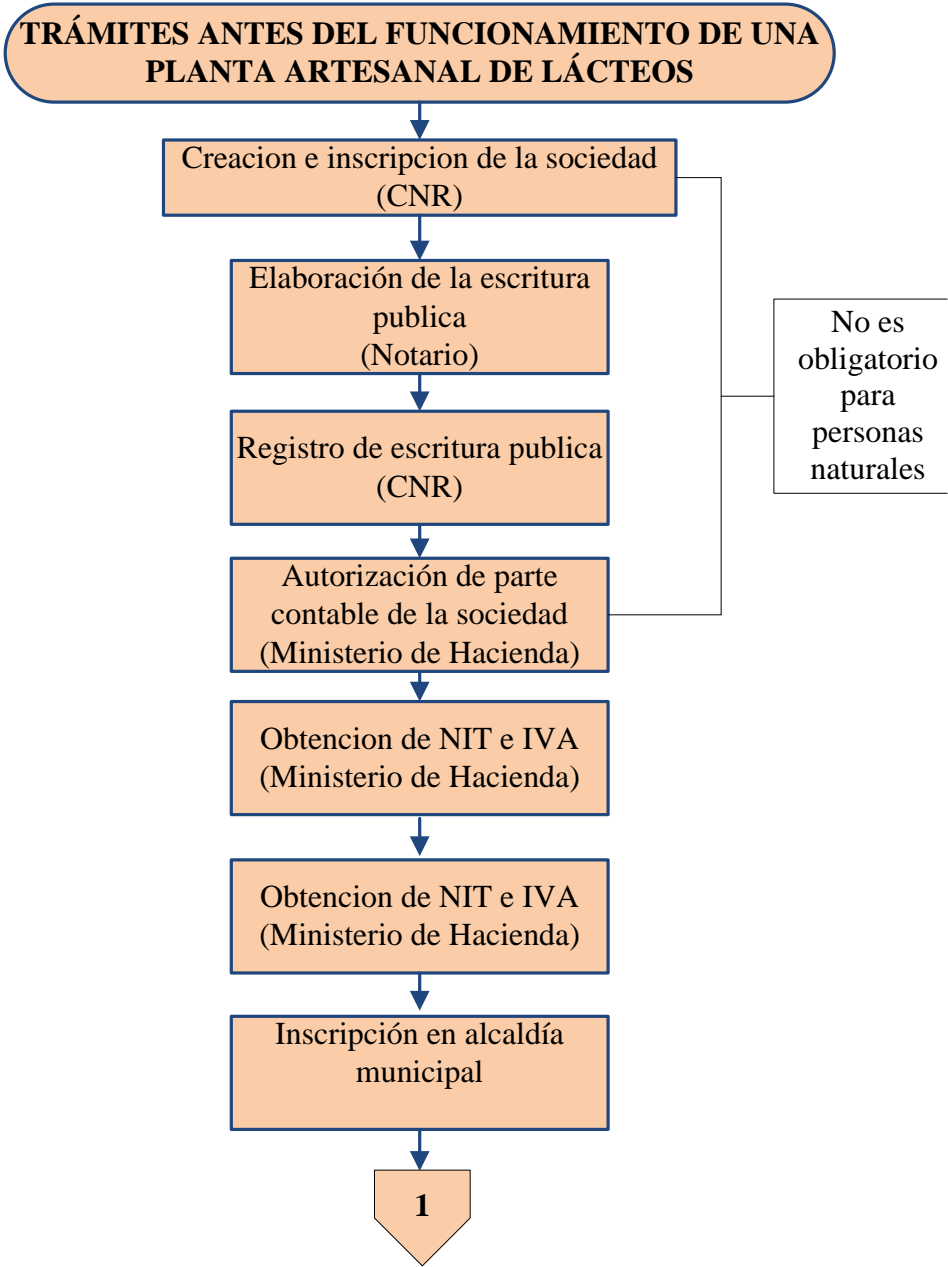 TRÁMITES ANTES DEL FUNCIONAMIENTO DE UNA
PLANTA ARTESANAL DE LÁCTEOS
Creacion e inscripcion de la sociedad
(CNR)
Elaboración de la escritura
publica
(Notario)
No es
obligatorio
para
personas
naturales
Registro de escritura publica
(CNR)
Autorización de parte
contable de la sociedad
(Ministerio de Hacienda)
Obtencion de NIT e IVA
(Ministerio de Hacienda)
Obtencion de NIT e IVA
(Ministerio de Hacienda)
Inscripción en alcaldía
municipal
1